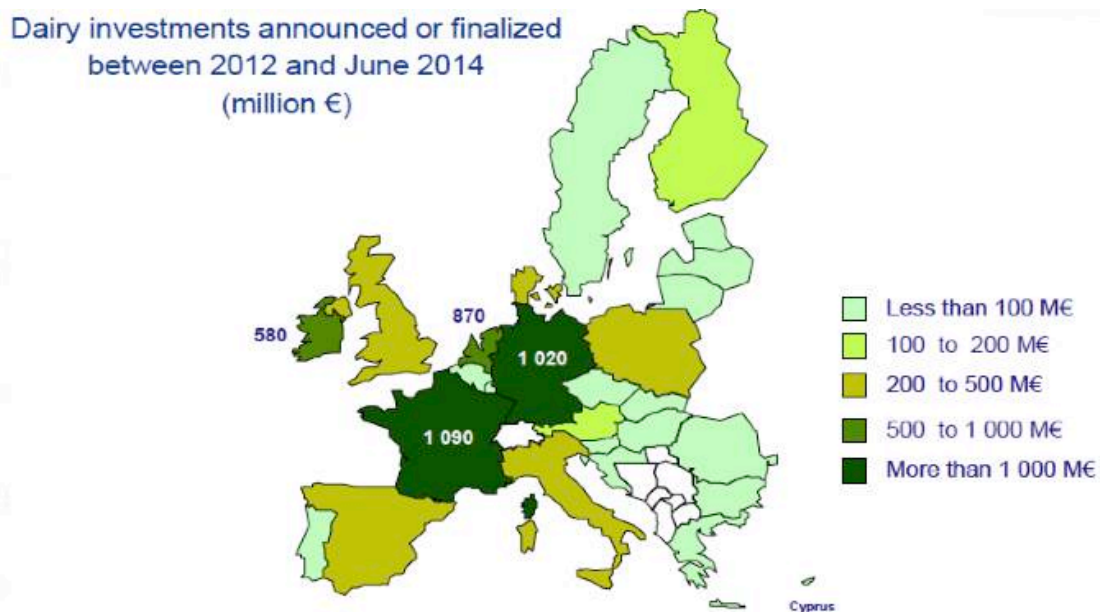 Dairy investments announced or finalized
between 2012 and June 2014
(million €)
580
870
1 020
1 090
Less than 100 M€
100 to 200 M€
200 to 500 M€
500 to 1 000 M€
More than 1 000 M€
Cyprus